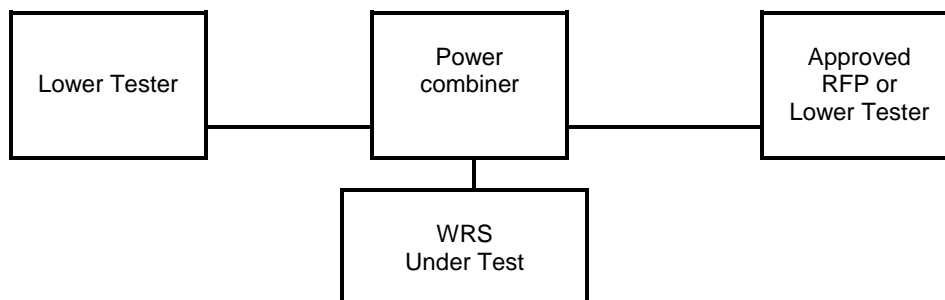 Lower Tester
Power
combiner
Approved
RFP or
Lower Tester
WRS
Under Test